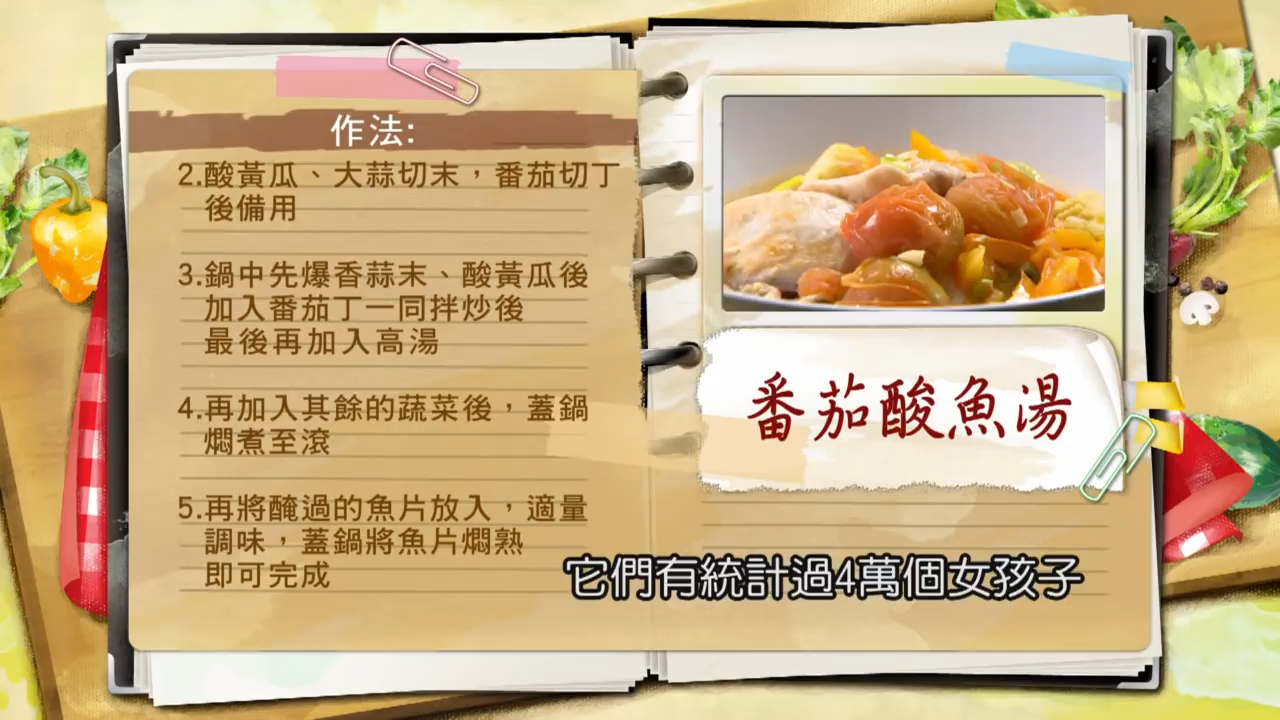 作法:
2.酸黃瓜、大蒜切末，番茄切丁
後備用
3.鍋中先爆香蒜末、酸黃瓜後
加入番茄丁一同拌炒後
最後再加入高湯
4.再加入其餘的蔬菜後，蓋鍋
燜煮至滾
5.再將醃過的魚片放入，適量
調味，蓋鍋將魚片燜熟
即可完成
番茄酸魚湯
它們有統計過4萬個女孩子